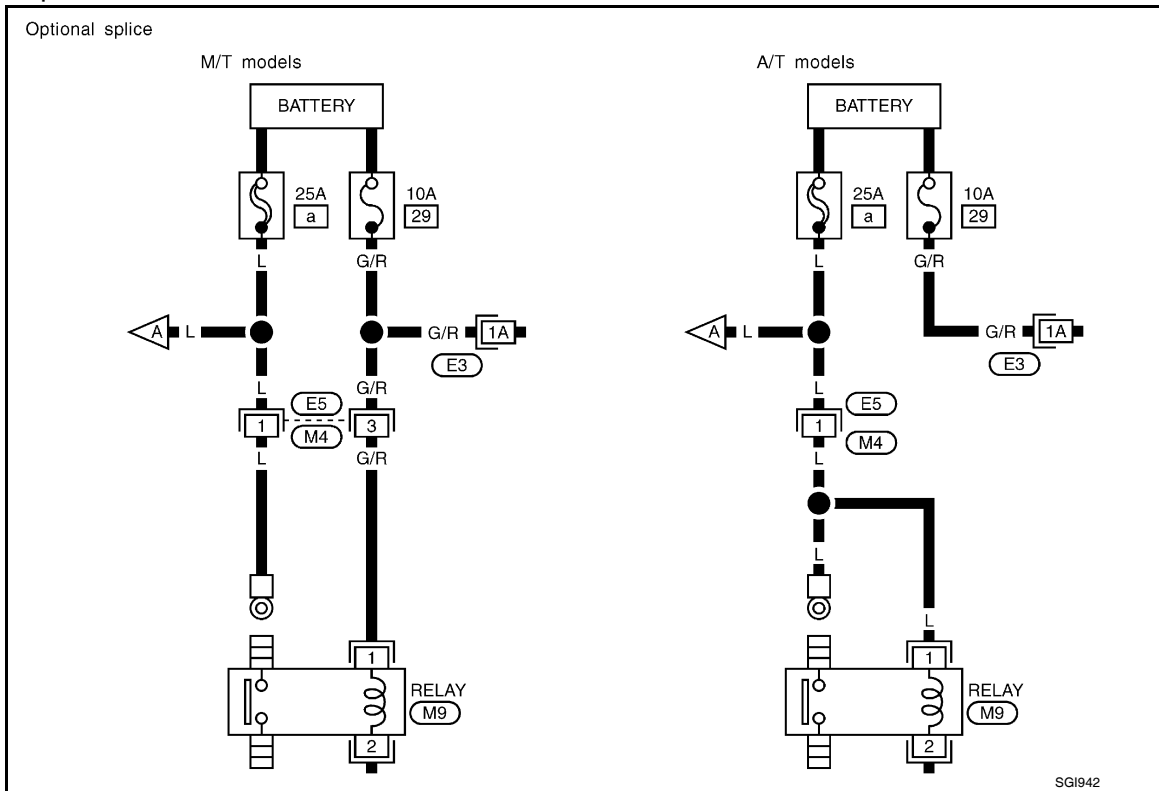 Optional splice
M/T models
A/T models
BATTERY
BATTERY
25A
10A
25A
10A
a
29
a
29
L
G/R
L
G/R
A
L
G/R
1A
A
L
G/R
1A
E3
E3
L
G/R
L
E5
E5
1
3
1
M4
M4
L
G/R
L
L
L
1
1
RELAY
RELAY
M9
M9
2
2
SGI942